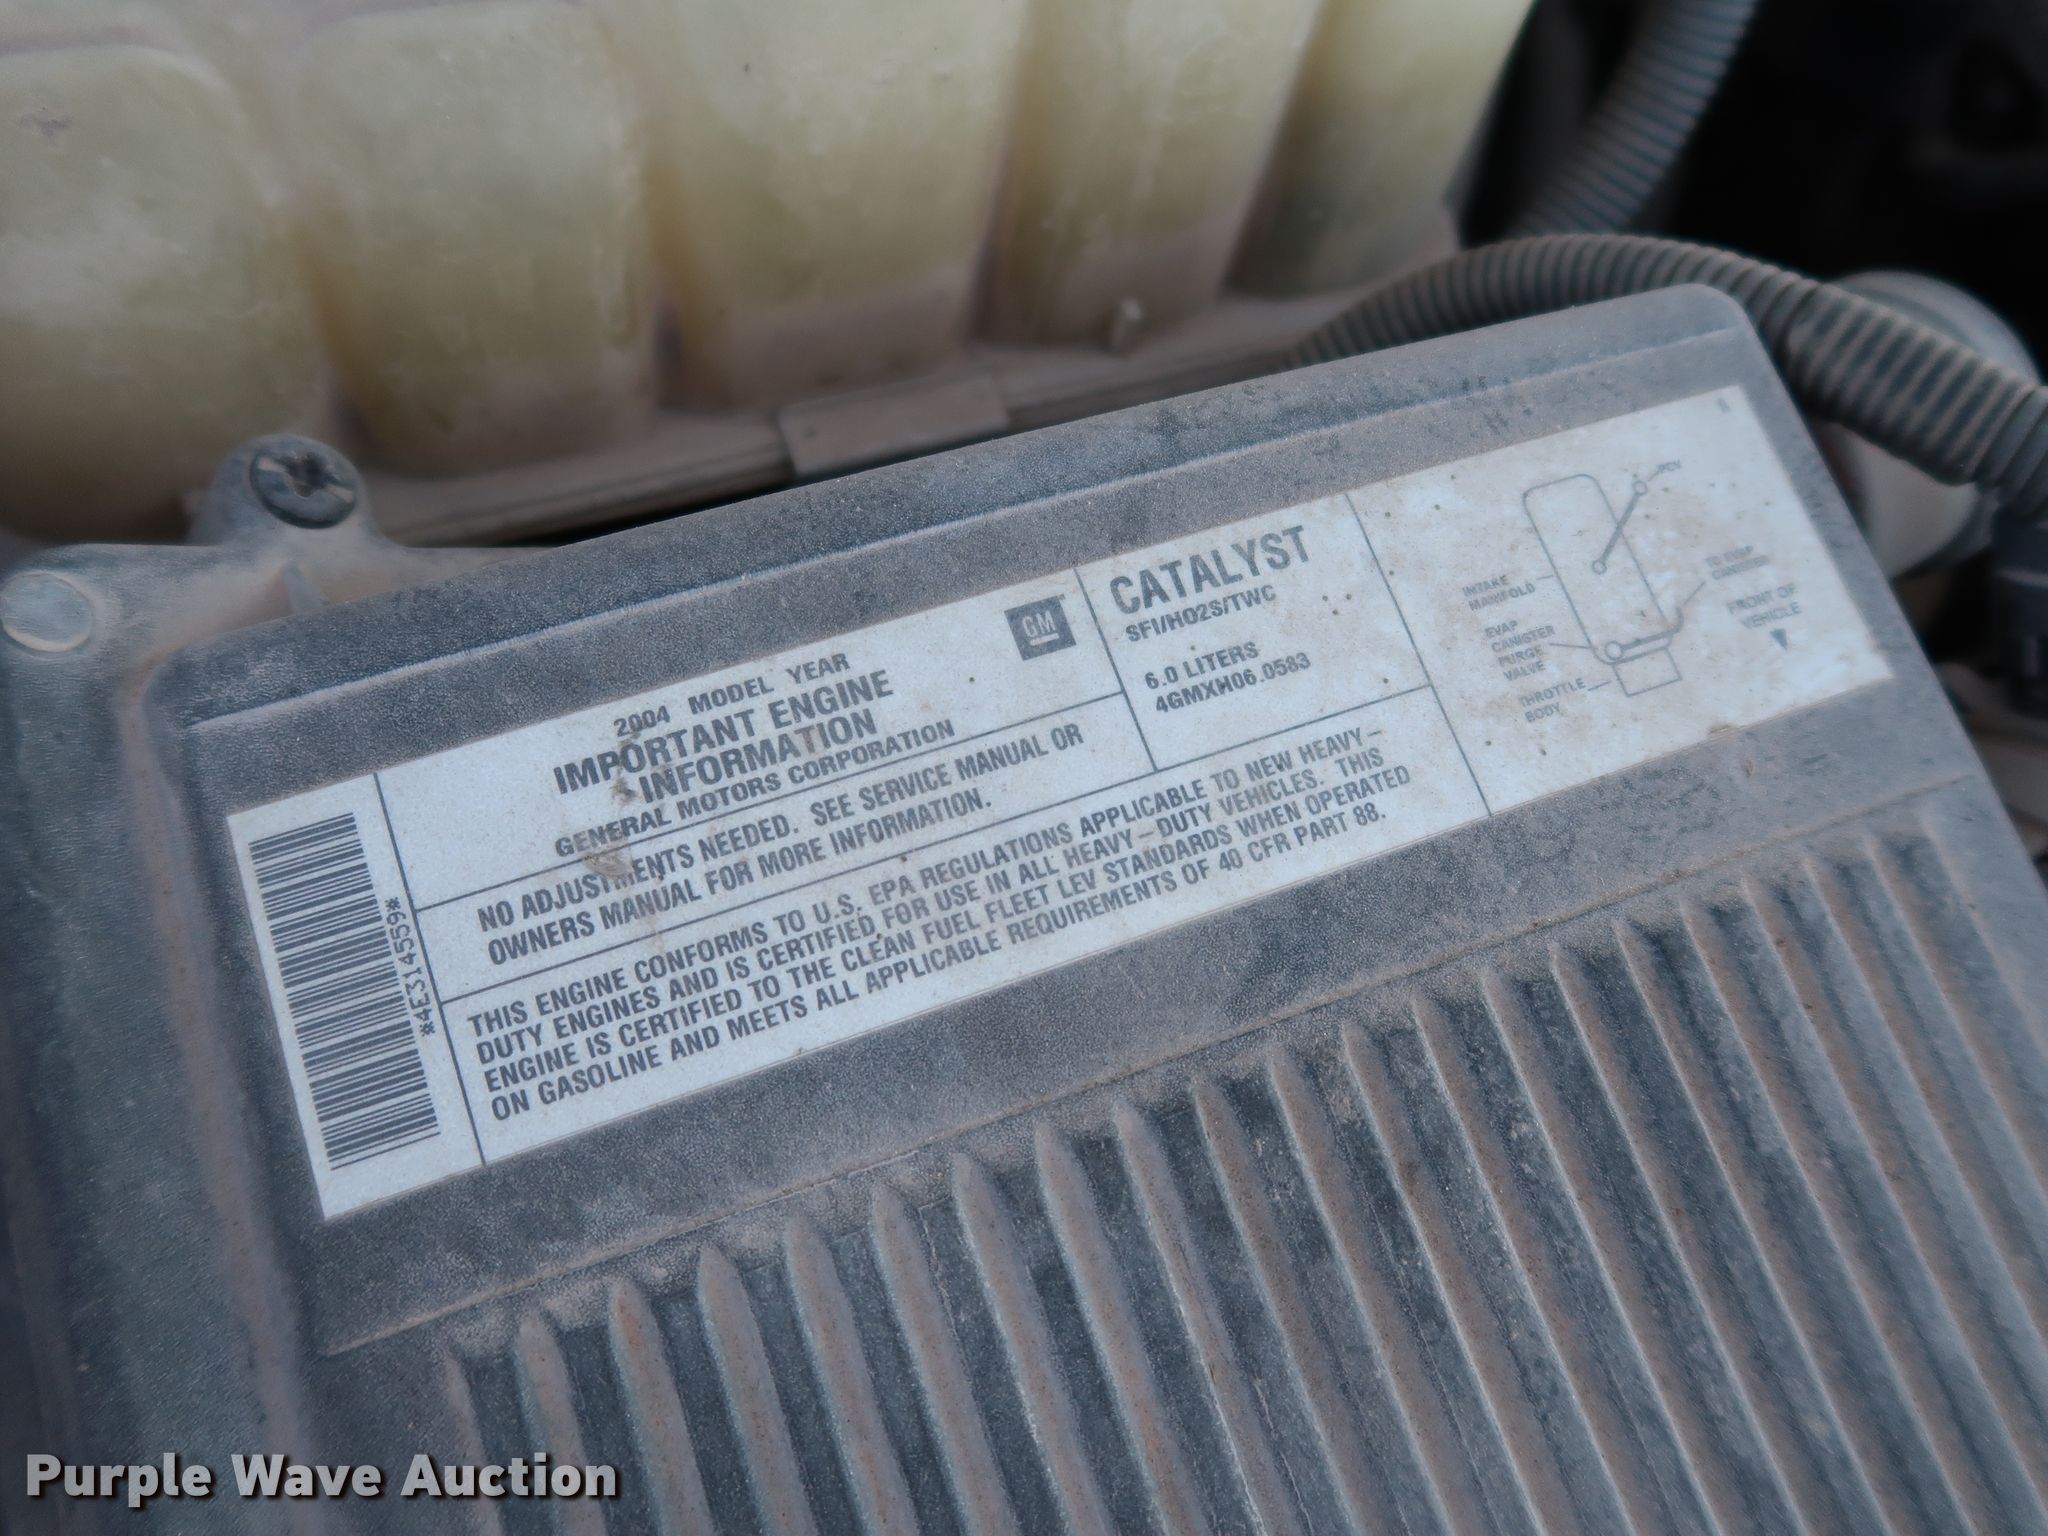 2004 MODEL YEAR
IMPORTANT ENGINE
INFORMATION
GENERAL MOTORS CORPORATION
GM
NO ADJUSTMENTS NEEDED. SEE SERVICE MANUAL OR
OWNERS MANUAL FOR MORE INFORMATION.
CATALYST
SFI/HO2S/TWC
6.0 LITERS
4GMXH06.0583
THIS ENGINE CONFORMS TO U.S. EPA REGULATIONS APPLICABLE TO NEW HEAVY-
DUTY ENGINES AND IS CERTIFIED FOR USE IN ALL HEAVY-DUTY VEHICLES. THIS
ENGINE IS CERTIFIED TO THE CLEAN FUEL FLEET LEV STANDARDS WHEN OPERATED
ON GASOLINE AND MEETS ALL APPLICABLE REQUIREMENTS OF 40 CFR PART 88.
*4E314559*
A
PCV
INTAKE
MANIFOLD
TO EVAP
CANISTER
EVAP
CANISTER
PURGE
VALVE
FRONT OF
VEHICLE
THROTTLE
BODY
Purple Wave Auction